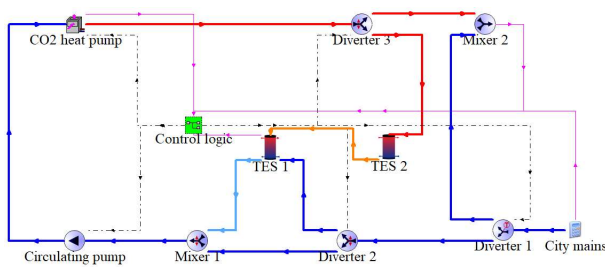 CO2 heat pump
Diverter 3
Mixer 2
Control logic
TES 1
TES 2
Circulating pump
Mixer 1
Diverter 2
Diverter 1
City mains